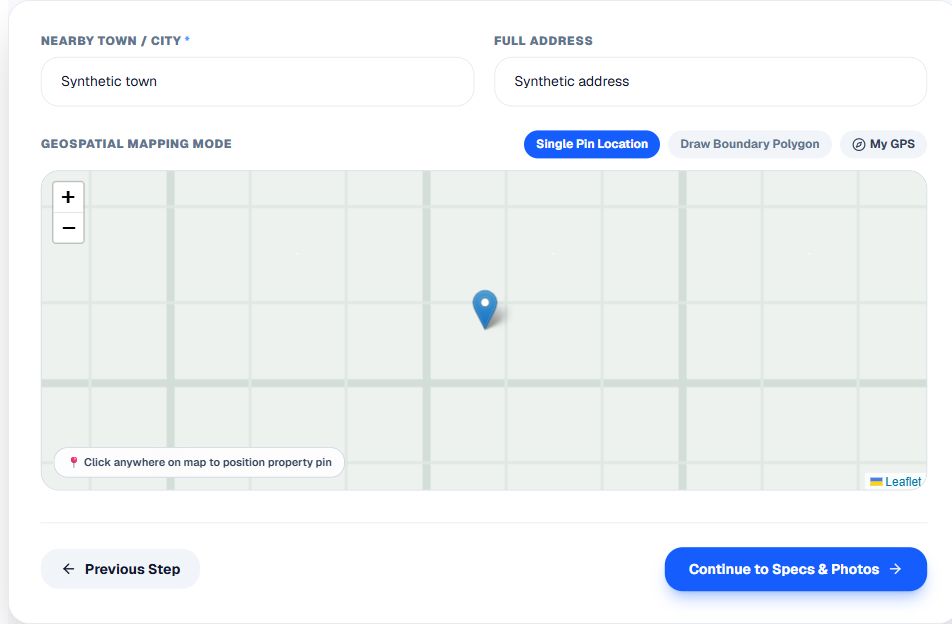 NEARBY TOWN / CITY *
FULL ADDRESS
Synthetic town
Synthetic address
GEOSPATIAL MAPPING MODE
Single Pin Location
Draw Boundary Polygon
My GPS
+
−
Click anywhere on map to position property pin
Leaflet
← Previous Step
Continue to Specs & Photos →